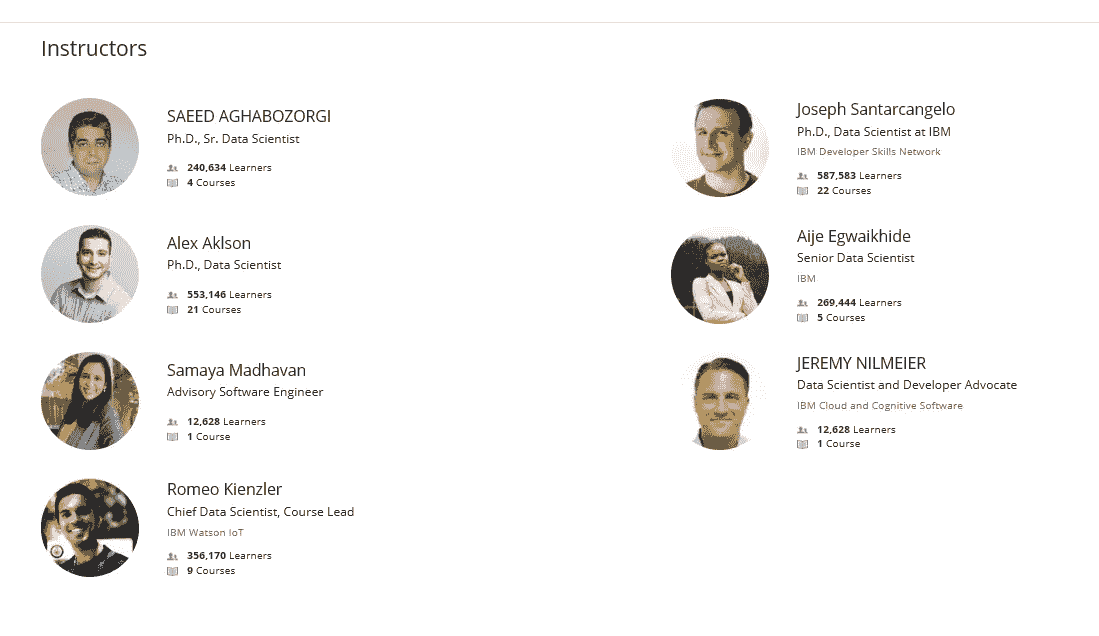 Instructors
SAEED AGHABOZORGI
Ph.D., Sr. Data Scientist
240,634 Learners
4 Courses
Joseph Santarcangelo
Ph.D., Data Scientist at IBM
IBM Developer Skills Network
587,583 Learners
22 Courses
Alex Aklson
Ph.D., Data Scientist
553,146 Learners
21 Courses
Aije Egwaikhide
Senior Data Scientist
IBM
269,444 Learners
5 Courses
Samaya Madhavan
Advisory Software Engineer
12,628 Learners
1 Course
JEREMY NILMEIER
Data Scientist and Developer Advocate
IBM Cloud and Cognitive Software
12,628 Learners
1 Course
Romeo Kienzler
Chief Data Scientist, Course Lead
IBM Watson IoT
356,170 Learners
9 Courses